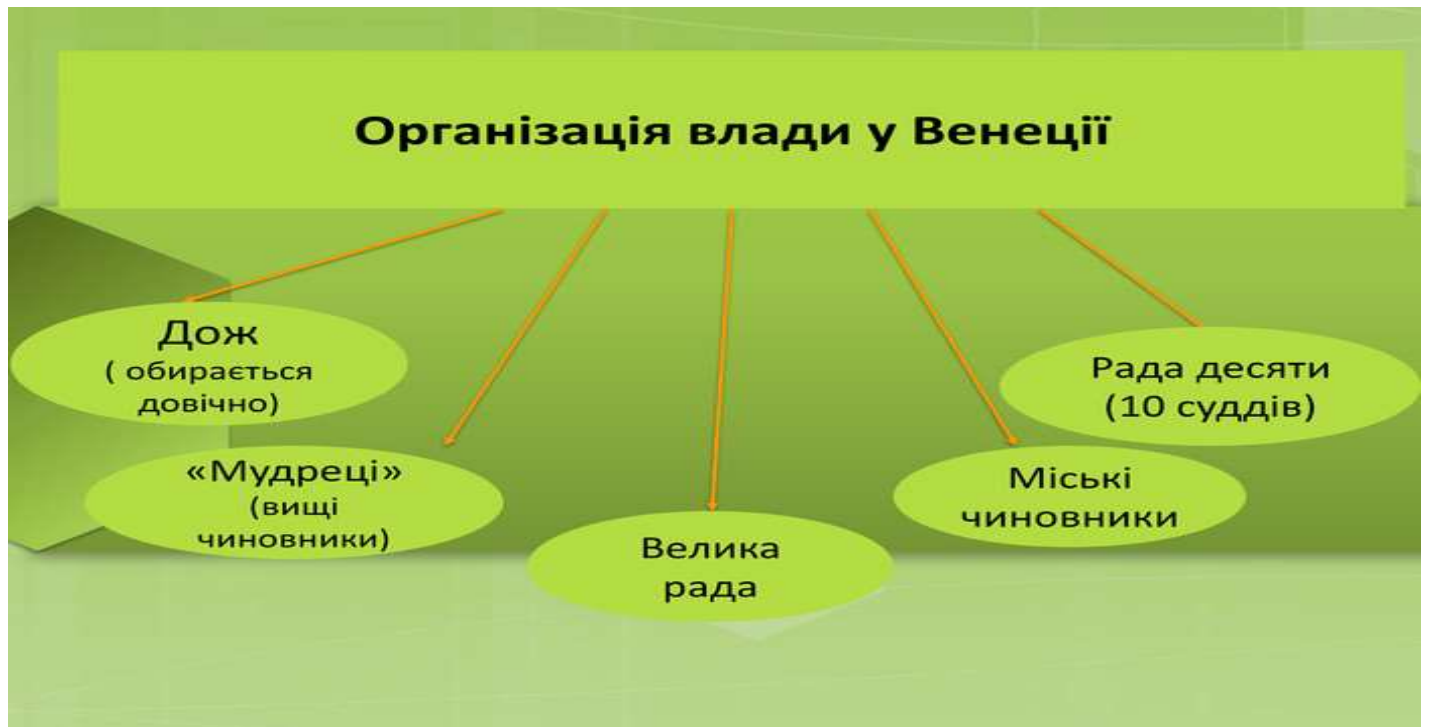 Організація влади у Венеції
Дож
( обирається
довічно)
«Мудреці»
(вищі
чиновники)
Велика
рада
Міські
чиновники
Рада десяти
(10 суддів)